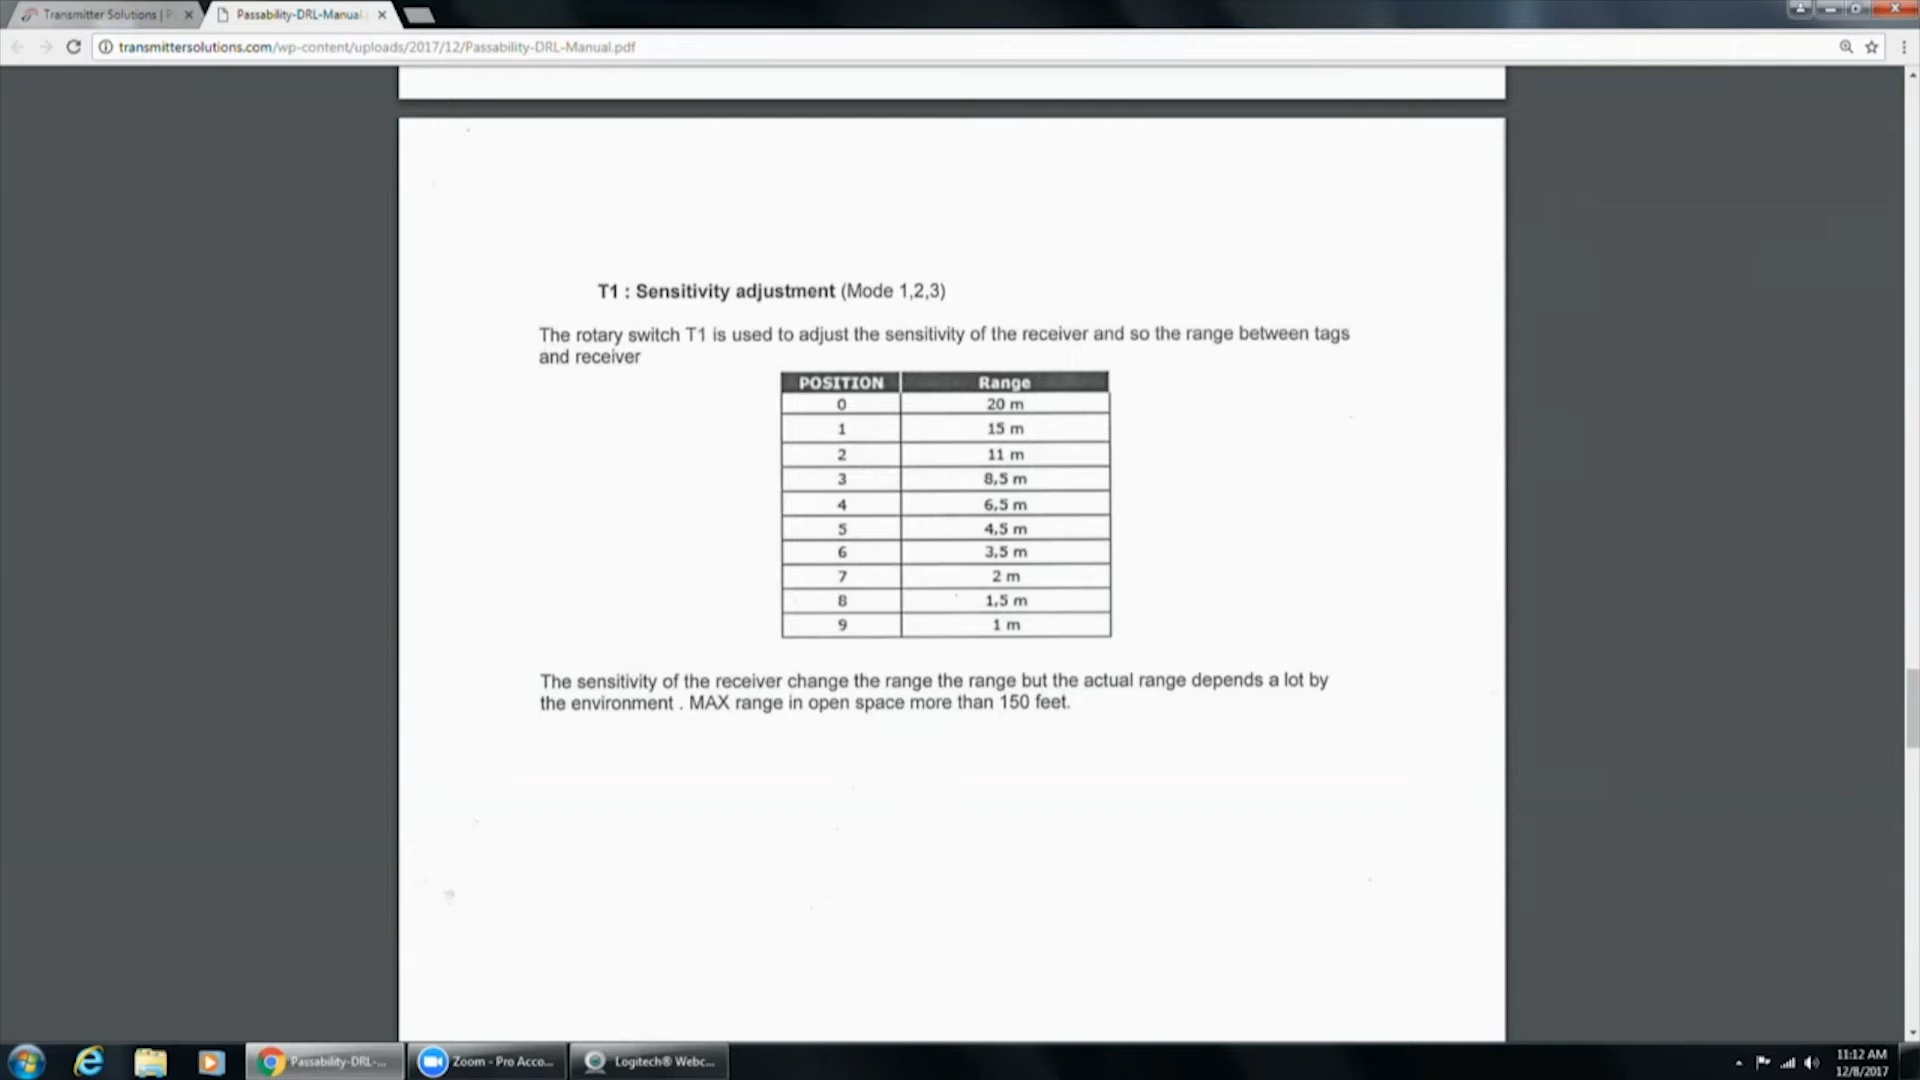 Transmitter Solutions | P
Passability-DRL-Manual
transmittersolutions.com/wp-content/uploads/2017/12/Passability-DRL-Manual.pdf
T1 : Sensitivity adjustment (Mode 1,2,3)
The rotary switch T1 is used to adjust the sensitivity of the receiver and so the range between tags
and receiver
POSITION Range
0 20 m
1 15 m
2 11 m
3 8,5 m
4 6,5 m
5 4,5 m
6 3,5 m
7 2 m
8 1,5 m
9 1 m
The sensitivity of the receiver change the range the range but the actual range depends a lot by
the environment . MAX range in open space more than 150 feet.
Passability-DRL-...
Zoom - Pro Acco...
Logitech® Webc...
11:12 AM
12/8/2017